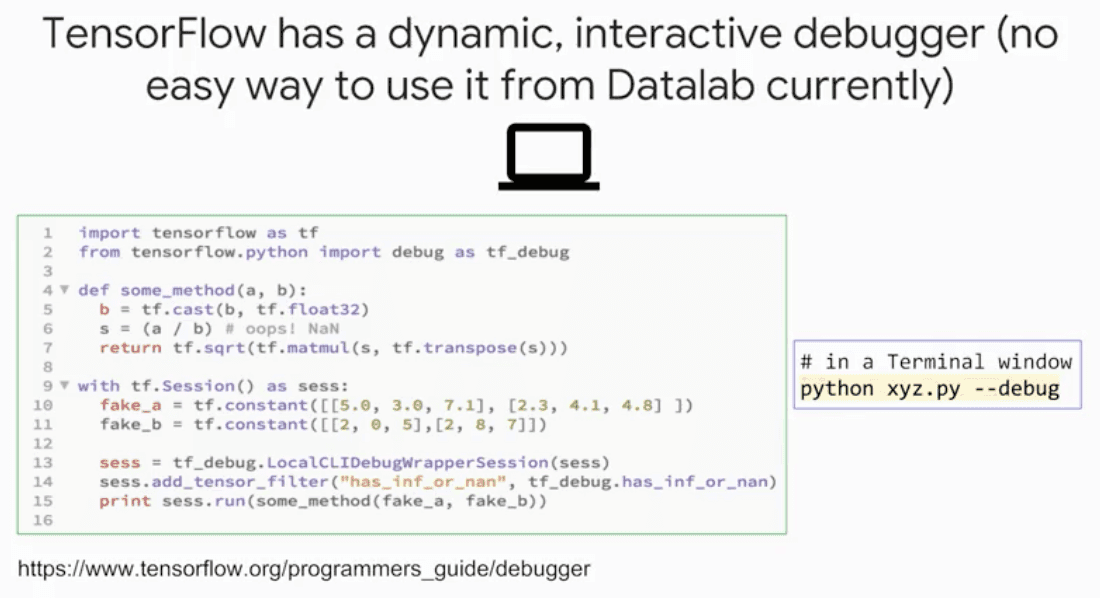 TensorFlow has a dynamic, interactive debugger (no
easy way to use it from Datalab currently)
1 import tensorflow as tf
2 from tensorflow.python import debug as tf_debug
3
4 ▼ def some_method(a, b):
5   b = tf.cast(b, tf.float32)
6   s = (a / b) # oops! NaN
7   return tf.sqrt(tf.matmul(s, tf.transpose(s)))
8
9 ▼ with tf.Session() as sess:
10   fake_a = tf.constant([[5.0, 3.0, 7.1], [2.3, 4.1, 4.8] ])
11   fake_b = tf.constant([[2, 0, 5],[2, 8, 7]])
12
13   sess = tf_debug.LocalCLIDebugWrapperSession(sess)
14   sess.add_tensor_filter("has_inf_or_nan", tf_debug.has_inf_or_nan)
15   print sess.run(some_method(fake_a, fake_b))
16
# in a Terminal window
python xyz.py --debug
https://www.tensorflow.org/programmers_guide/debugger